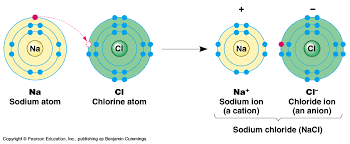 +
−
Na
Cl
Na
Cl
Na
Sodium atom
Cl
Chlorine atom
Na⁺
Sodium ion
(a cation)
Cl⁻
Chloride ion
(an anion)
Sodium chloride (NaCl)
Copyright © Pearson Education, Inc., publishing as Benjamin Cummings.